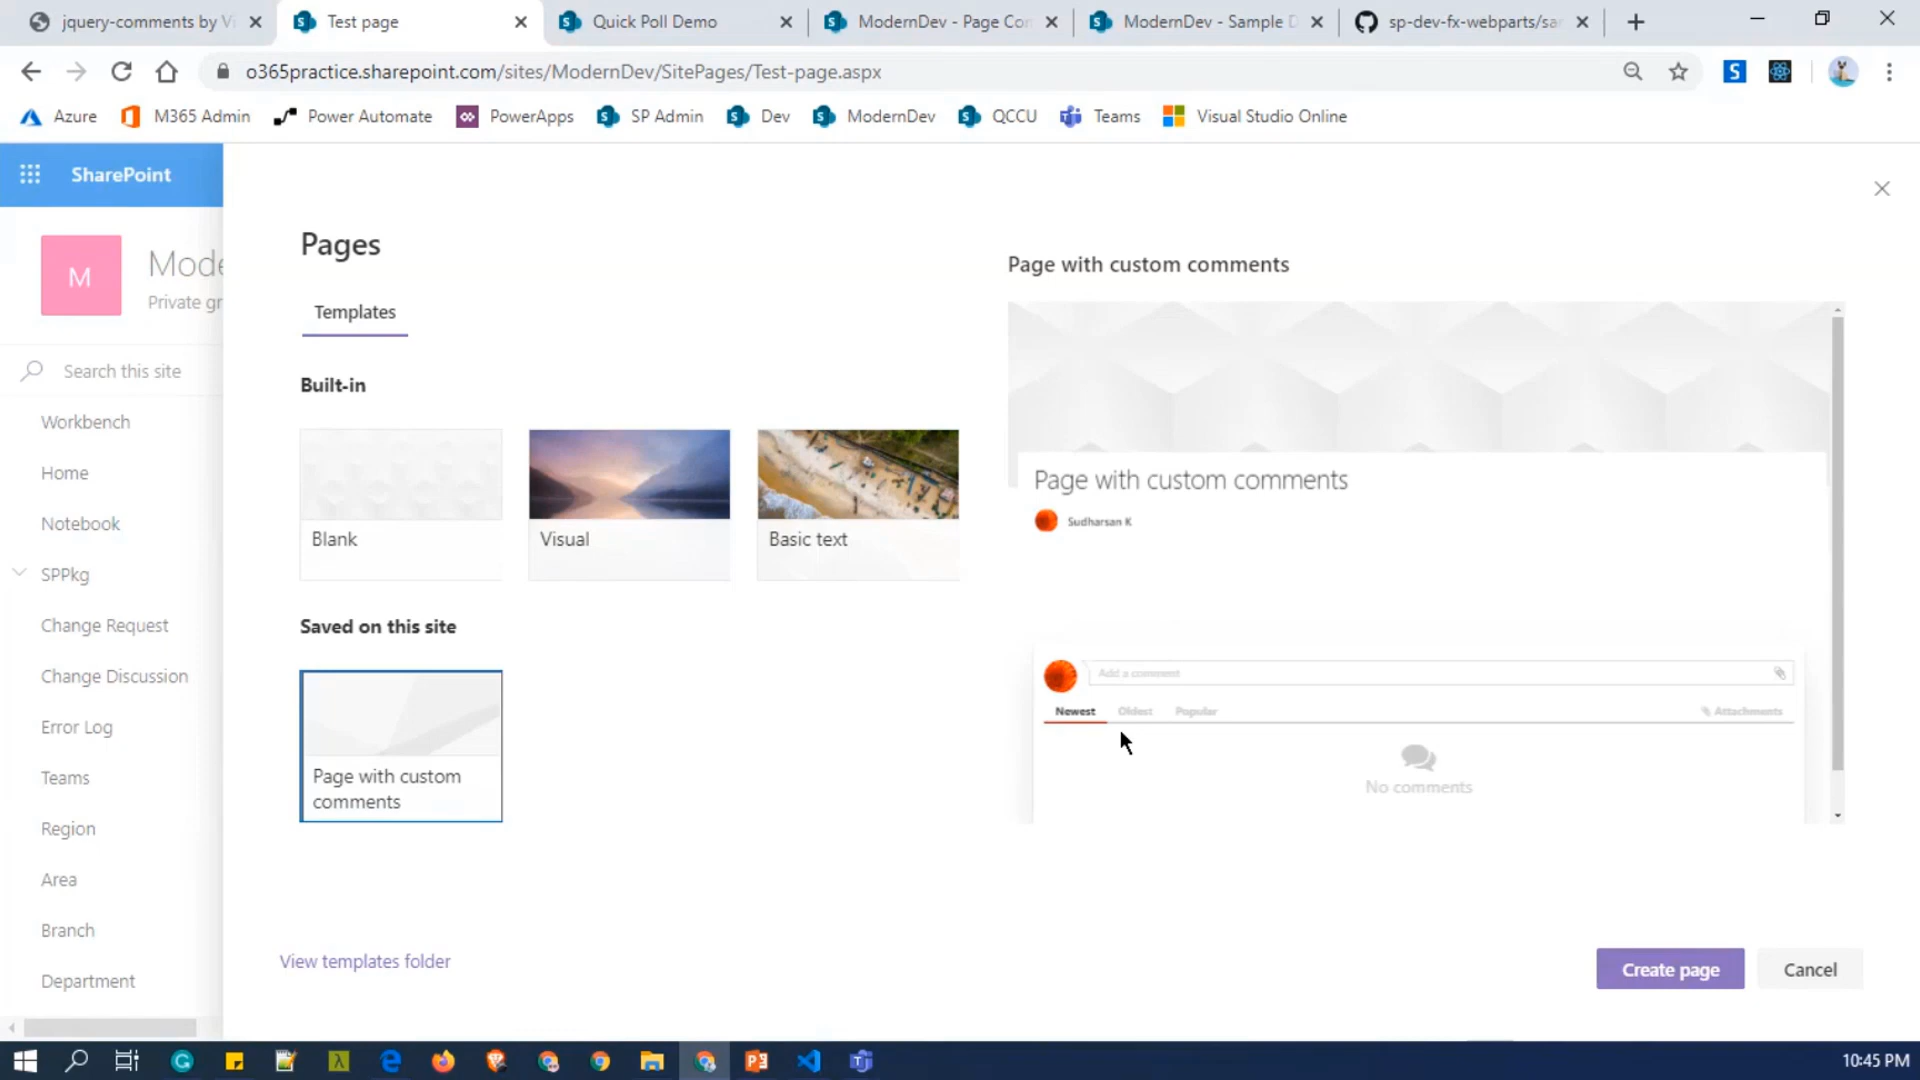 jquery-comments by Vi
Test page
Quick Poll Demo
ModernDev - Page Con
ModernDev - Sample D
sp-dev-fx-webparts/sa
o365practice.sharepoint.com/sites/ModernDev/SitePages/Test-page.aspx
Azure
M365 Admin
Power Automate
PowerApps
SP Admin
Dev
ModernDev
QCCU
Teams
Visual Studio Online
SharePoint
M
Mode
Private gr
Search this site
Workbench
Home
Notebook
SPPkg
Change Request
Change Discussion
Error Log
Teams
Region
Area
Branch
Department
Pages
Templates
Built-in
Blank
Visual
Basic text
Saved on this site
Page with custom
comments
View templates folder
Page with custom comments
Page with custom comments
Sudharsan K
Add a comment
Newest
Oldest
Popular
Attachments
No comments
Create page
Cancel
10:45 PM